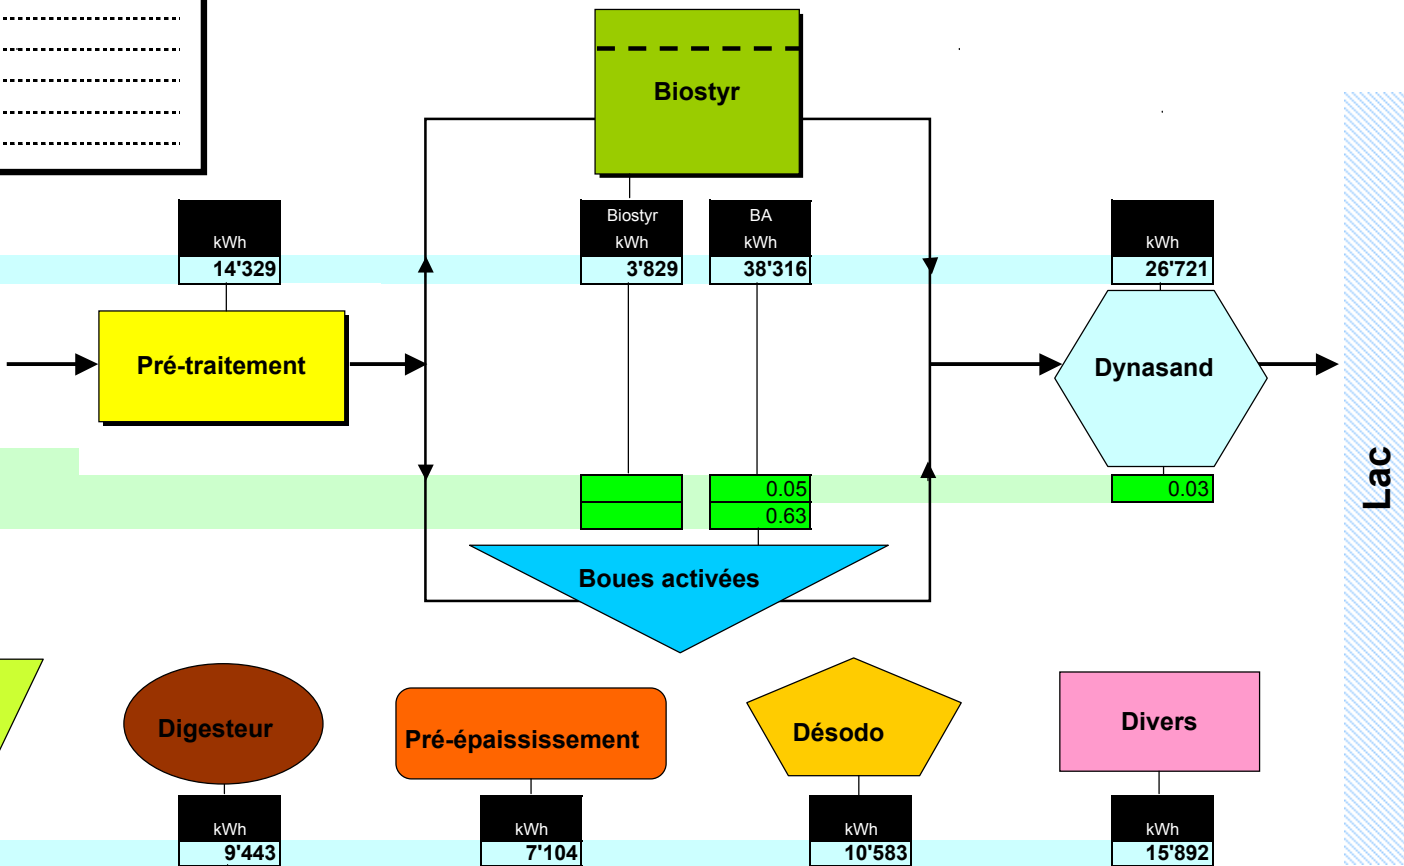 Biostyr
kWh
14'329
Biostyr
kWh
3'829
BA
kWh
38'316
kWh
26'721
Pré-traitement
Dynasand
Lac
0.05
0.63
0.03
Boues activées
Digesteur
Pré-épaississement
Désodo
Divers
kWh
9'443
kWh
7'104
kWh
10'583
kWh
15'892